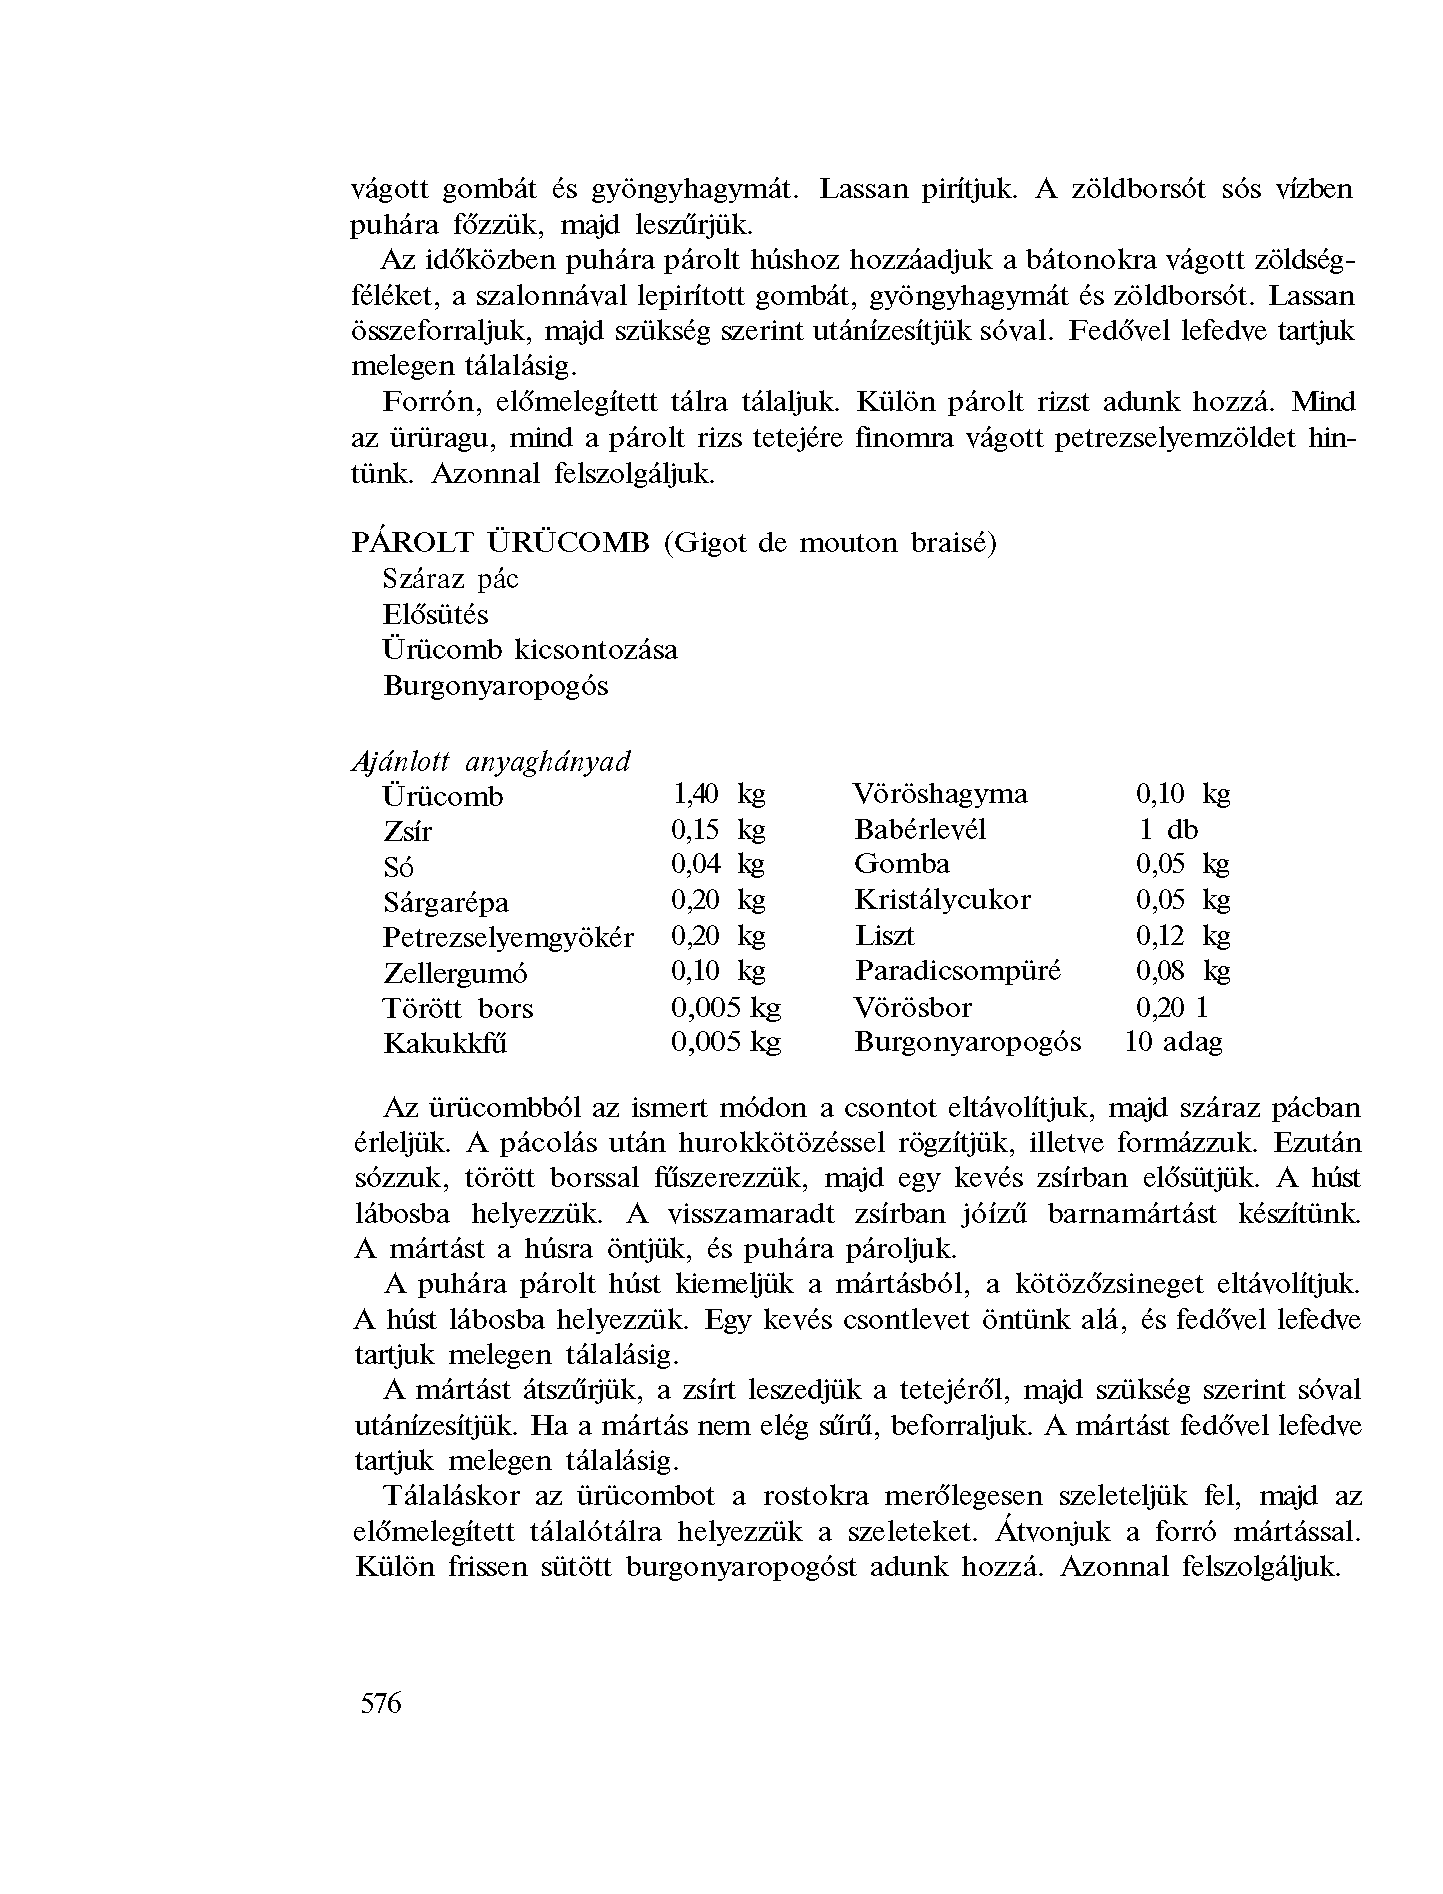 vágott gombát és gyöngyhagymát. Lassan pirítjuk. A zöldborsót sós vízben
puhára főzzük, majd leszűrjük.
Az időközben puhára párolt húshoz hozzáadjuk a bátonokra vágott zöldség-
féléket, a szalonnával lepirított gombát, gyöngyhagymát és zöldborsót. Lassan
összeforraljuk, majd szükség szerint utánízesítjük sóval. Fedővel lefedve tartjuk
melegen tálalásig.
Forrón, előmelegített tálra tálaljuk. Külön párolt rizst adunk hozzá. Mind
az ürüragu, mind a párolt rizs tetejére finomra vágott petrezselyemzöldet hin-
tünk. Azonnal felszolgáljuk.
PÁROLT ÜRÜCOMB (Gigot de mouton braisé)
Száraz pác
Elősütés
Ürücomb kicsontozása
Burgonyaropogós
Ajánlott anyaghányad
Ürücomb 1,40 kg Vöröshagyma 0,10 kg
Zsír 0,15 kg Babérlevél 1 db
Só 0,04 kg Gomba 0,05 kg
Sárgarépa 0,20 kg Kristálycukor 0,05 kg
Petrezselyemgyökér 0,20 kg Liszt 0,12 kg
Zellergumó 0,10 kg Paradicsompüré 0,08 kg
Törött bors 0,005 kg Vörösbor 0,20 l
Kakukkfű 0,005 kg Burgonyaropogós 10 adag
Az ürücombból az ismert módon a csontot eltávolítjuk, majd száraz pácban
érleljük. A pácolás után hurokkötözéssel rögzítjük, illetve formázzuk. Ezután
sózzuk, törött borssal fűszerezzük, majd egy kevés zsírban elősütjük. A húst
lábosba helyezzük. A visszamaradt zsírban jóízű barnamártást készítünk.
A mártást a húsra öntjük, és puhára pároljuk.
A puhára párolt húst kiemeljük a mártásból, a kötözőzsineget eltávolítjuk.
A húst lábosba helyezzük. Egy kevés csontlevet öntünk alá, és fedővel lefedve
tartjuk melegen tálalásig.
A mártást átszűrjük, a zsírt leszedjük a tetejéről, majd szükség szerint sóval
utánízesítjük. Ha a mártás nem elég sűrű, beforraljuk. A mártást fedővel lefedve
tartjuk melegen tálalásig.
Tálaláskor az ürücombot a rostokra merőlegesen szeleteljük fel, majd az
előmelegített tálalótálra helyezzük a szeleteket. Átvonjuk a forró mártással.
Külön frissen sütött burgonyaropogóst adunk hozzá. Azonnal felszolgáljuk.
576